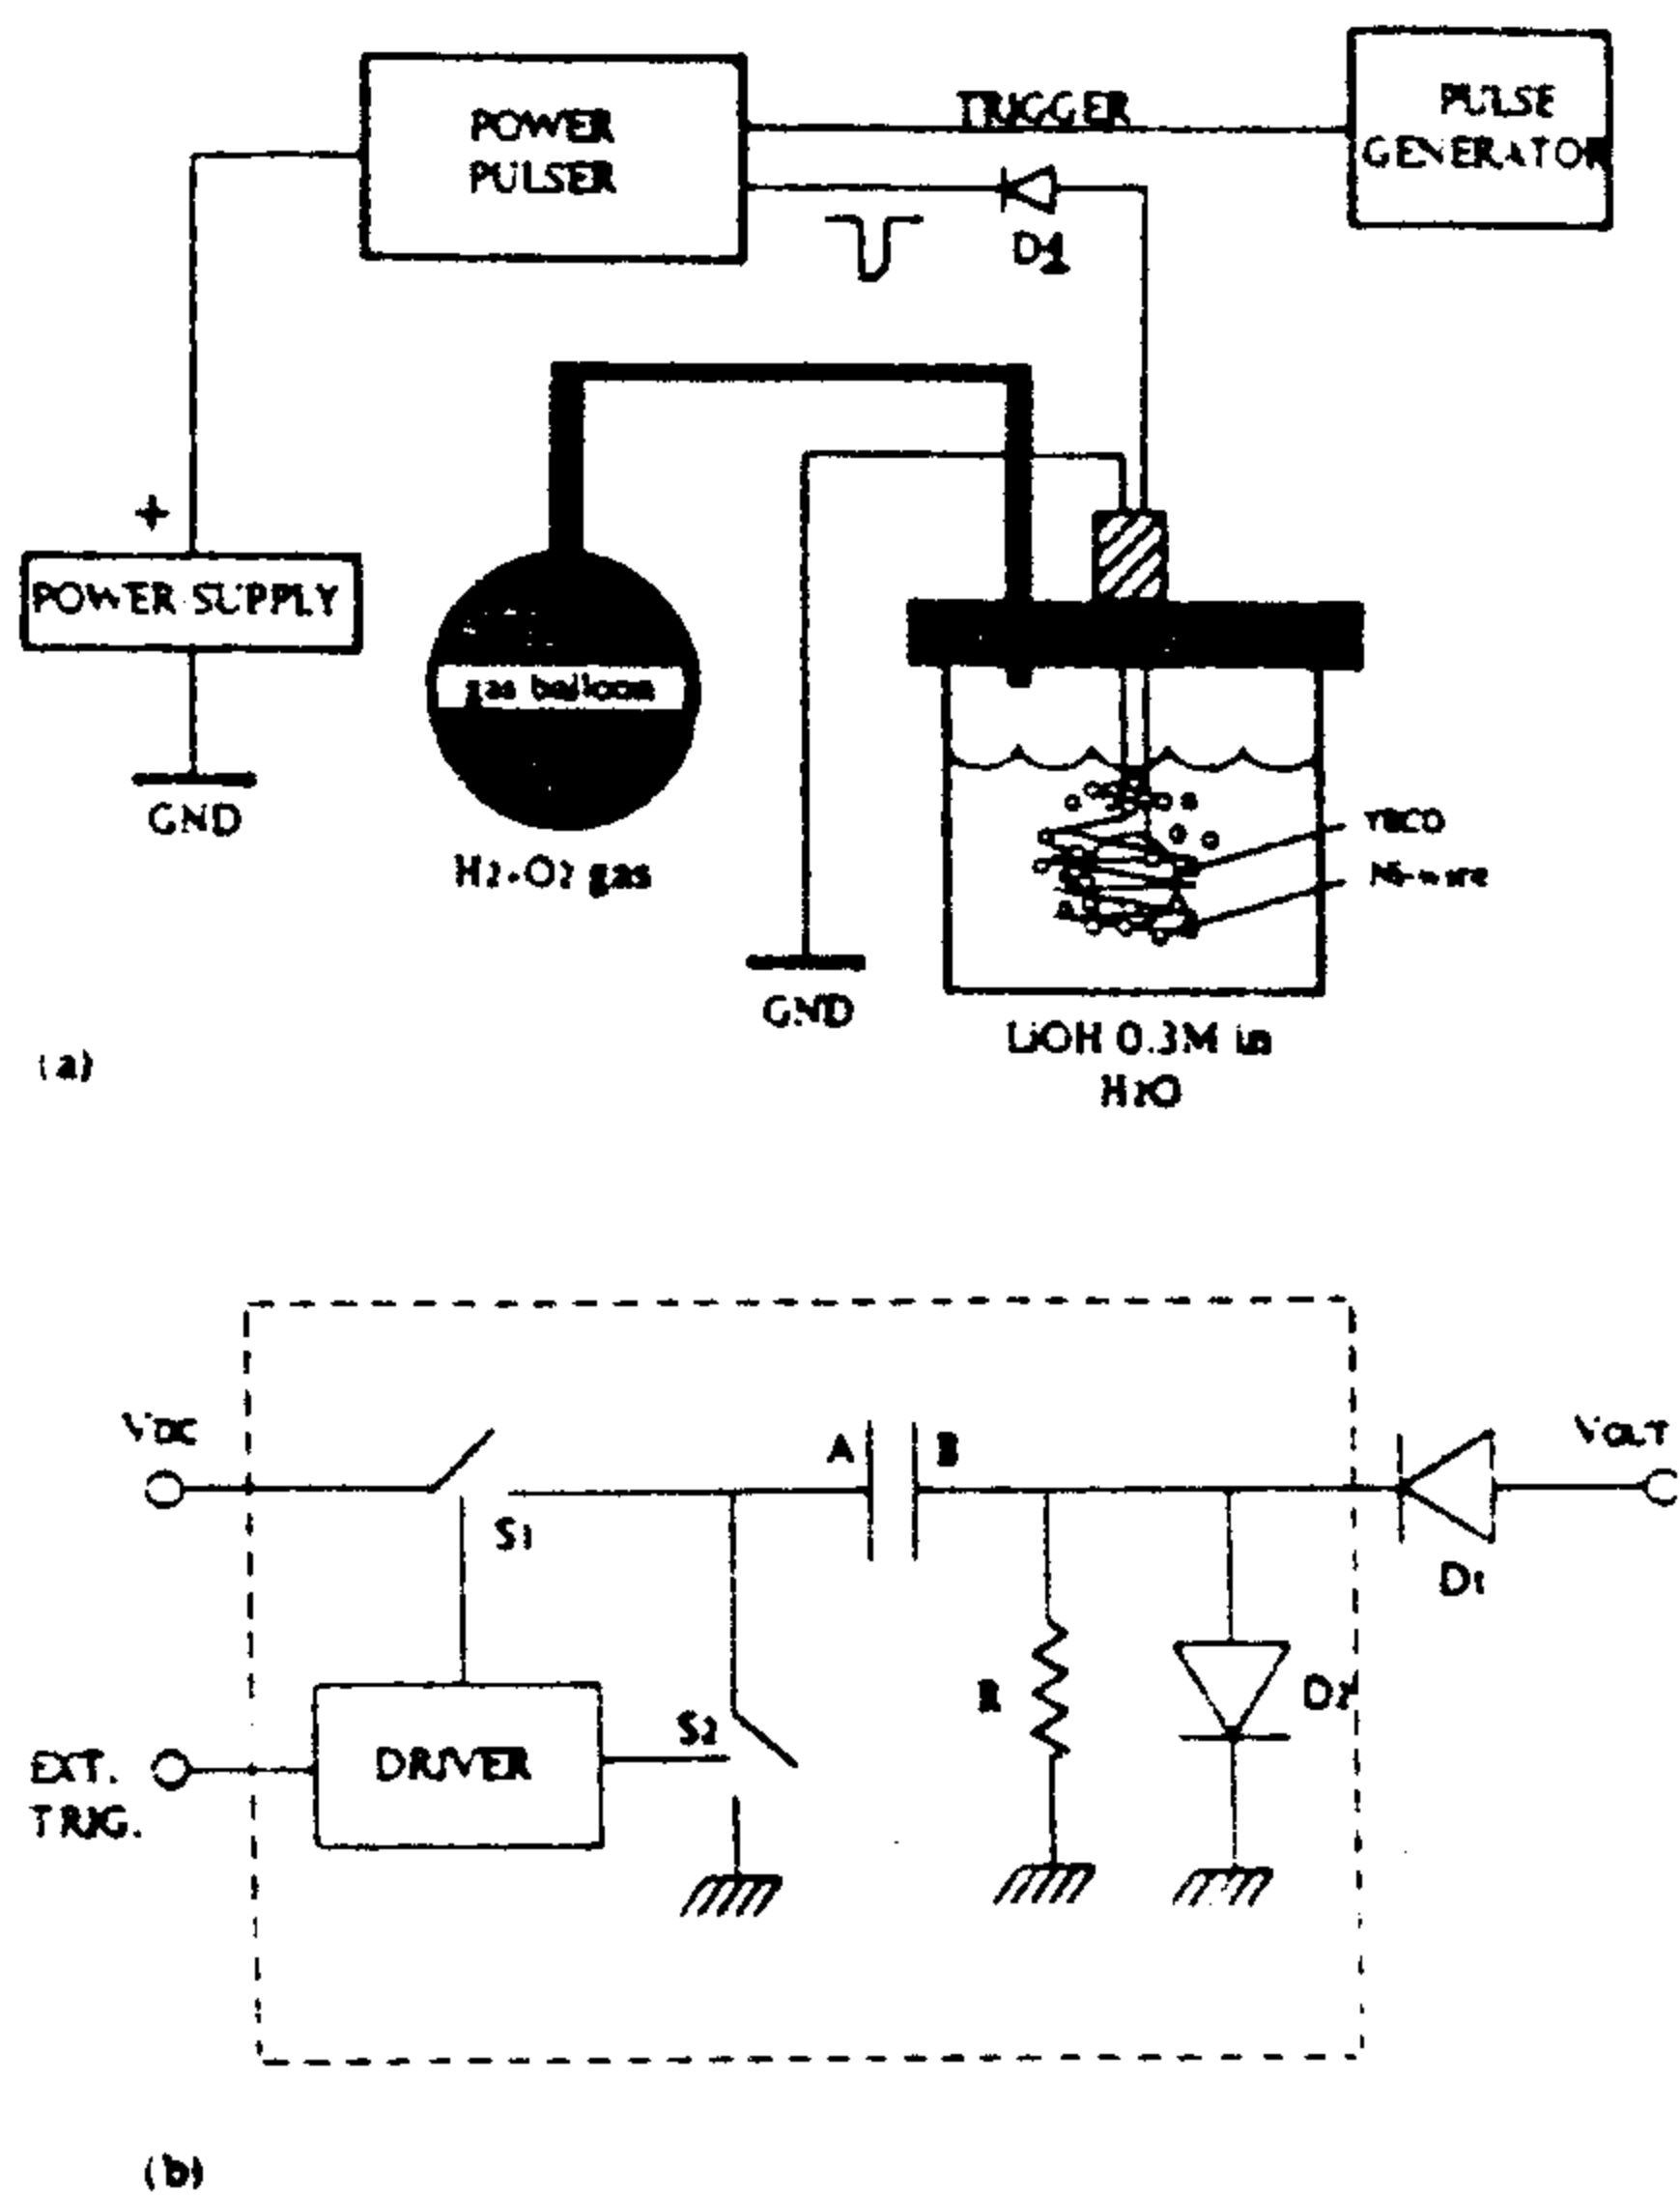 POWER
PULSER
TRIGGER
PULSE
GENERATOR
D1
+
POWER SUPPLY
gas balloon
GND
H2-O2 gas
YBCO
Ni-wire
GND
LiOH 0.3M in
H2O
(a)
VDC
A
B
VOUT
S1
D1
R
D2
S2
DRIVER
EXT.
TRIG.
(b)